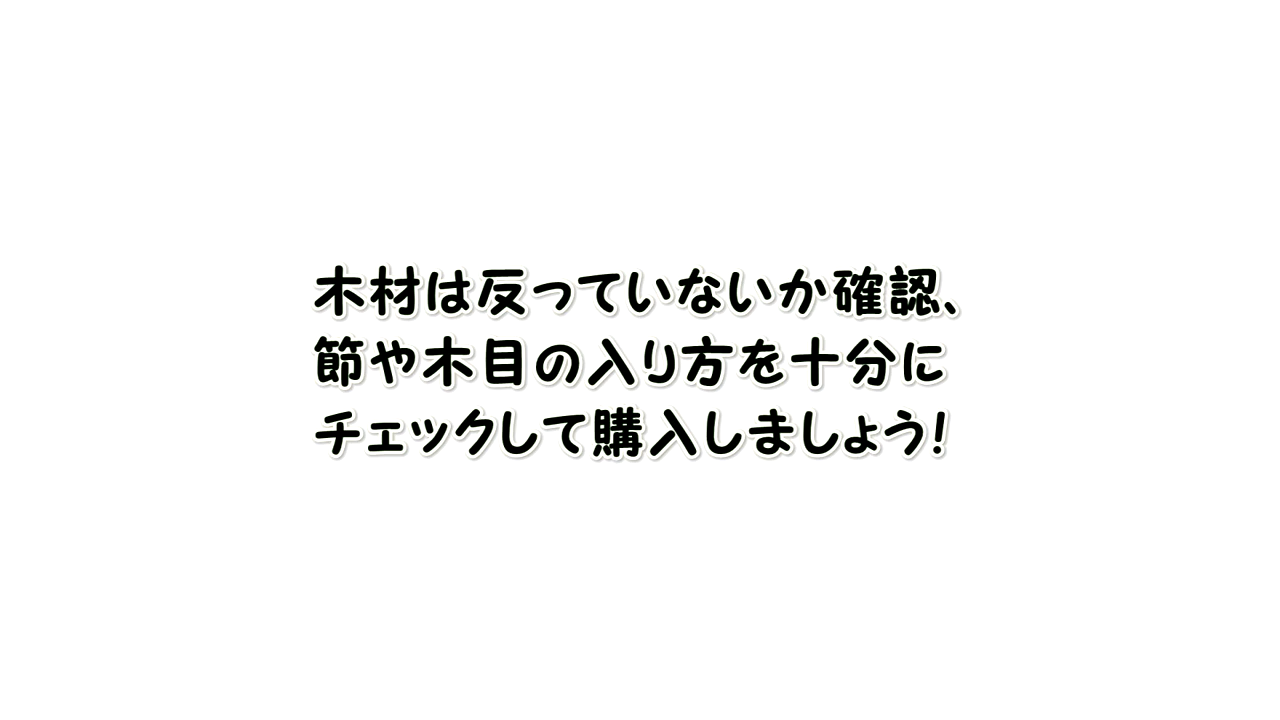 木材は反っていないか確認、
節や木目の入り方を十分に
チェックして購入しましょう!